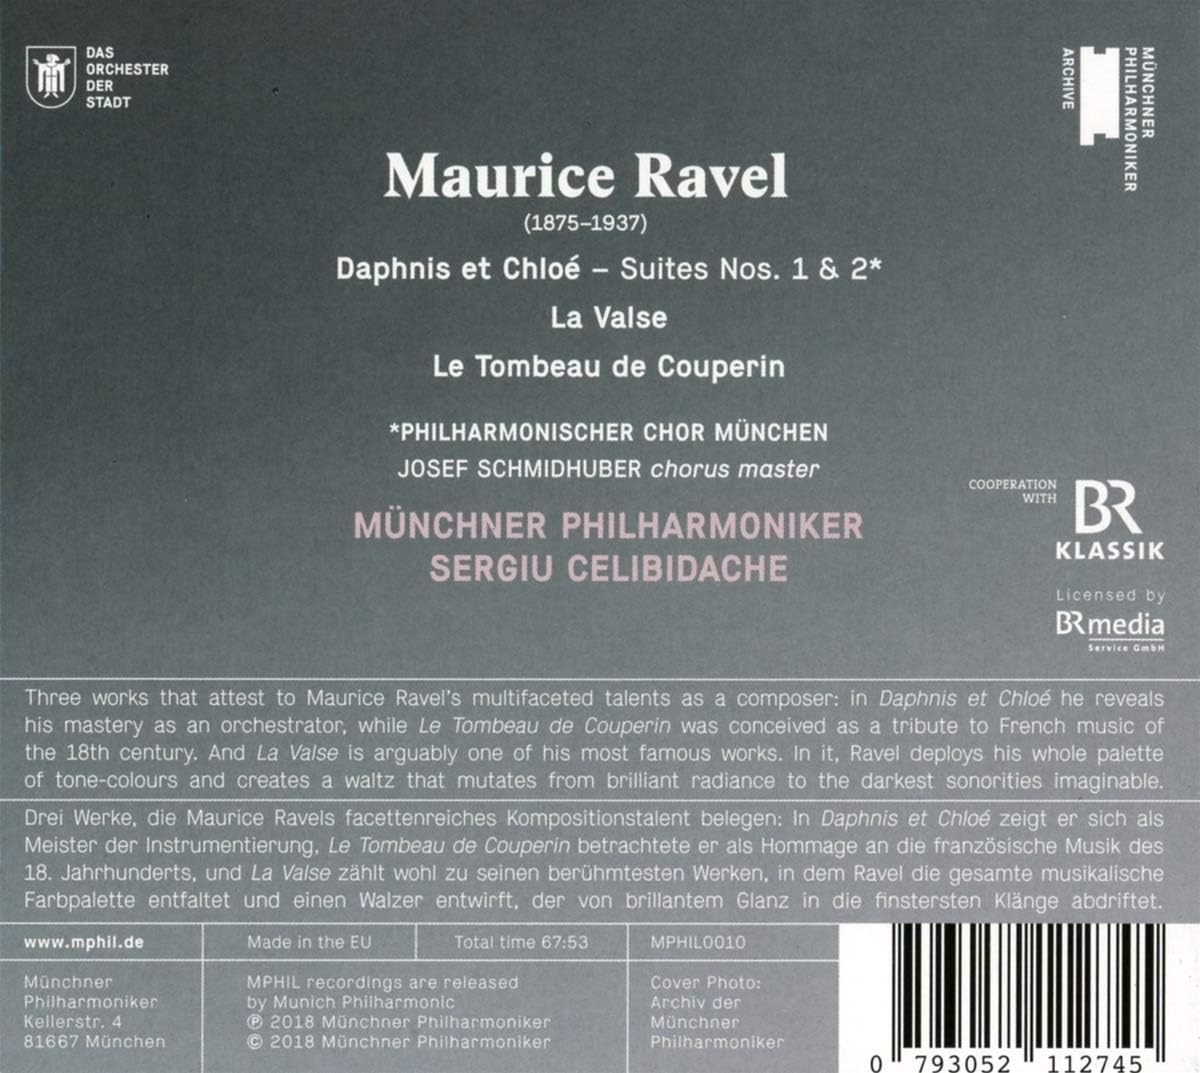 DAS
ORCHESTER
DER
STADT
MÜNCHNER
PHILHARMONIKER
ARCHIVE
Maurice Ravel
(1875–1937)
Daphnis et Chloé – Suites Nos. 1 & 2*
La Valse
Le Tombeau de Couperin
*PHILHARMONISCHER CHOR MÜNCHEN
JOSEF SCHMIDHUBER chorus master
MÜNCHNER PHILHARMONIKER
SERGIU CELIBIDACHE
COOPERATION
WITH
BR
KLASSIK
Licensed by
BRmedia
Service GmbH
Three works that attest to Maurice Ravel's multifaceted talents as a composer: in Daphnis et Chloé he reveals
his mastery as an orchestrator, while Le Tombeau de Couperin was conceived as a tribute to French music of
the 18th century. And La Valse is arguably one of his most famous works. In it, Ravel deploys his whole palette
of tone-colours and creates a waltz that mutates from brilliant radiance to the darkest sonorities imaginable.
Drei Werke, die Maurice Ravels facettenreiches Kompositionstalent belegen: In Daphnis et Chloé zeigt er sich als
Meister der Instrumentierung, Le Tombeau de Couperin betrachtete er als Hommage an die französische Musik des
18. Jahrhunderts, und La Valse zählt wohl zu seinen berühmtesten Werken, in dem Ravel die gesamte musikalische
Farbpalette entfaltet und einen Walzer entwirft, der von brillantem Glanz in die finstersten Klänge abdriftet.
www.mphil.de
Made in the EU
Total time 67:53
MPHIL0010
Münchner
Philharmoniker
Kellerstr. 4
81667 München
MPHIL recordings are released
by Munich Philharmonic
℗ 2018 Münchner Philharmoniker
© 2018 Münchner Philharmoniker
Cover Photo:
Archiv der
Münchner
Philharmoniker
0 793052 112745